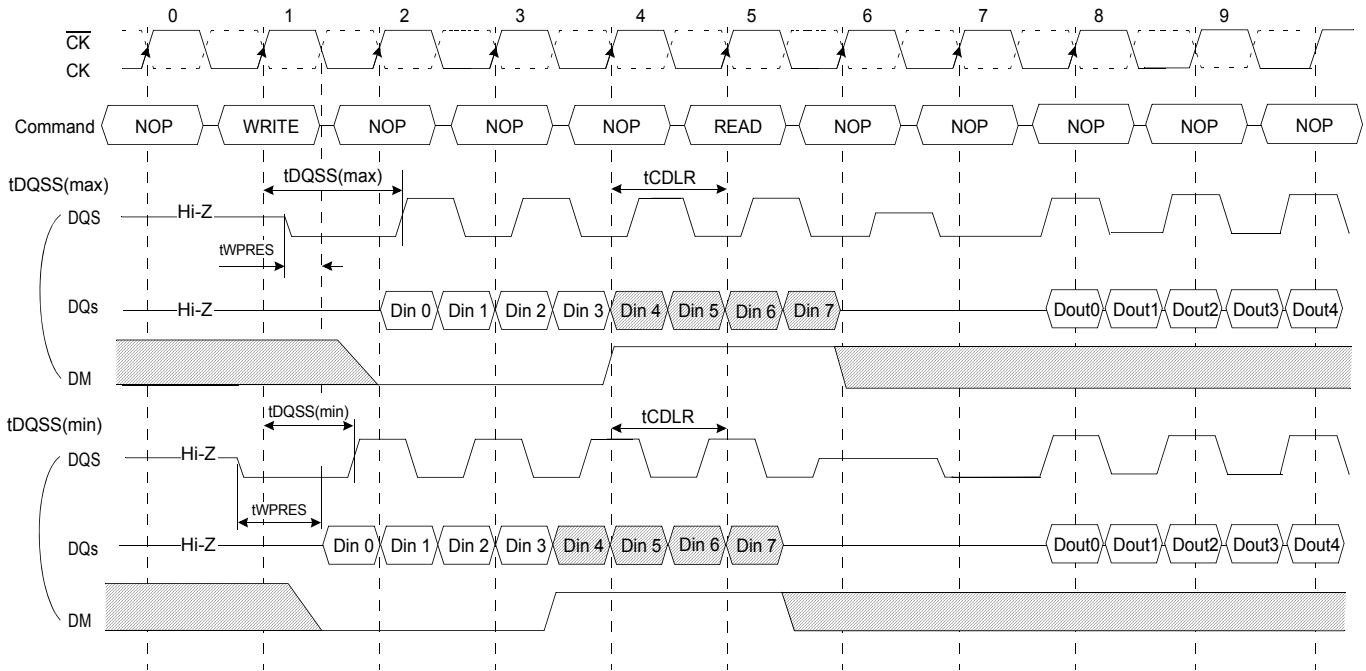 0 1 2 3 4 5 6 7 8 9
CK
CK
Command NOP WRITE NOP NOP NOP READ NOP NOP NOP NOP NOP
tDQSS(max)
tDQSS(max) tCDLR
DQS Hi-Z
tWPRES
DQs Hi-Z Din 0 Din 1 Din 2 Din 3 Din 4 Din 5 Din 6 Din 7 Dout0 Dout1 Dout2 Dout3 Dout4
DM
tDQSS(min) tCDLR
tDQSS(min)
DQS Hi-Z
tWPRES
DQs Hi-Z Din 0 Din 1 Din 2 Din 3 Din 4 Din 5 Din 6 Din 7 Dout0 Dout1 Dout2 Dout3 Dout4
DM